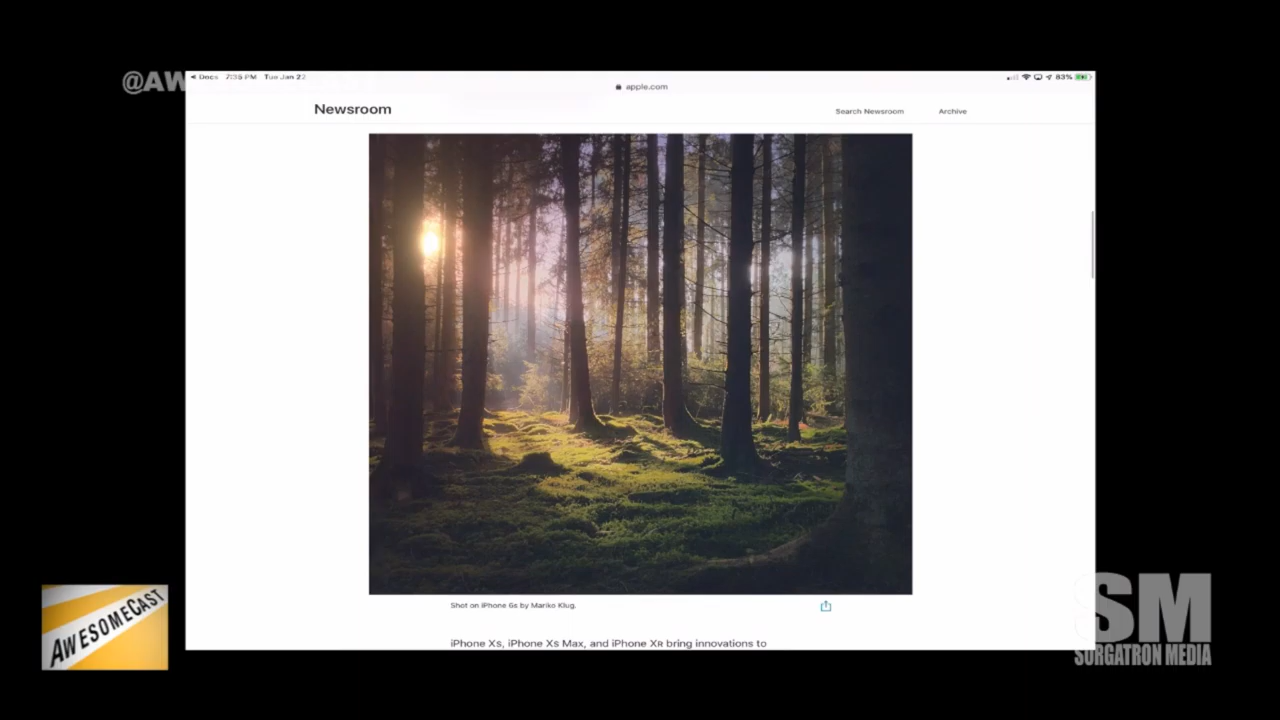 @AW
◀ Docs 7:35 PM Tue Jan 22
83%
apple.com
Newsroom
Search Newsroom
Archive
Shot on iPhone 6s by Mariko Klug.
iPhone Xs, iPhone Xs Max, and iPhone XR bring innovations to
AWESOMECAST
SM
SORGATRON MEDIA